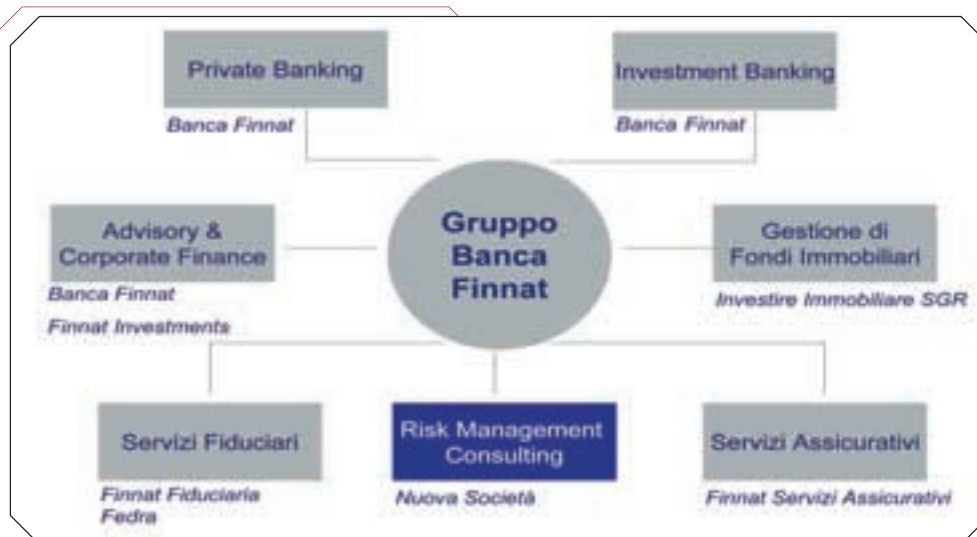 Private Banking
Banca Finnat
Investment Banking
Banca Finnat
Gruppo
Banca
Finnat
Advisory &
Corporate Finance
Banca Finnat
Finnat Investments
Gestione di
Fondi Immobiliari
Investire Immobiliare SGR
Servizi Fiduciari
Finnat Fiduciaria
Fedra
Risk Management
Consulting
Nuova Società
Servizi Assicurativi
Finnat Servizi Assicurativi